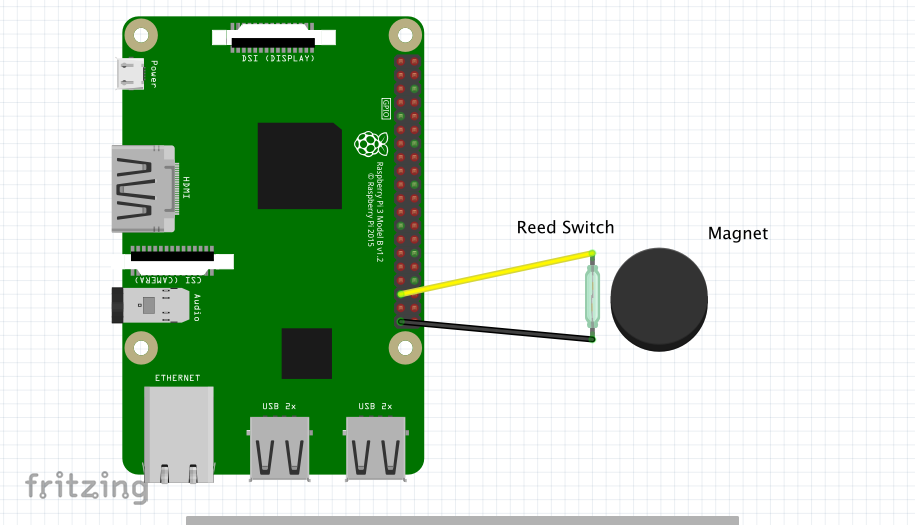 DSI (DISPLAY)
Power
GPIO
HDMI
Raspberry Pi 3 Model B v1.2
© Raspberry Pi 2015
Reed Switch
Magnet
CSI (CAMERA)
Audio
ETHERNET
USB 2x
USB 2x
fritzing